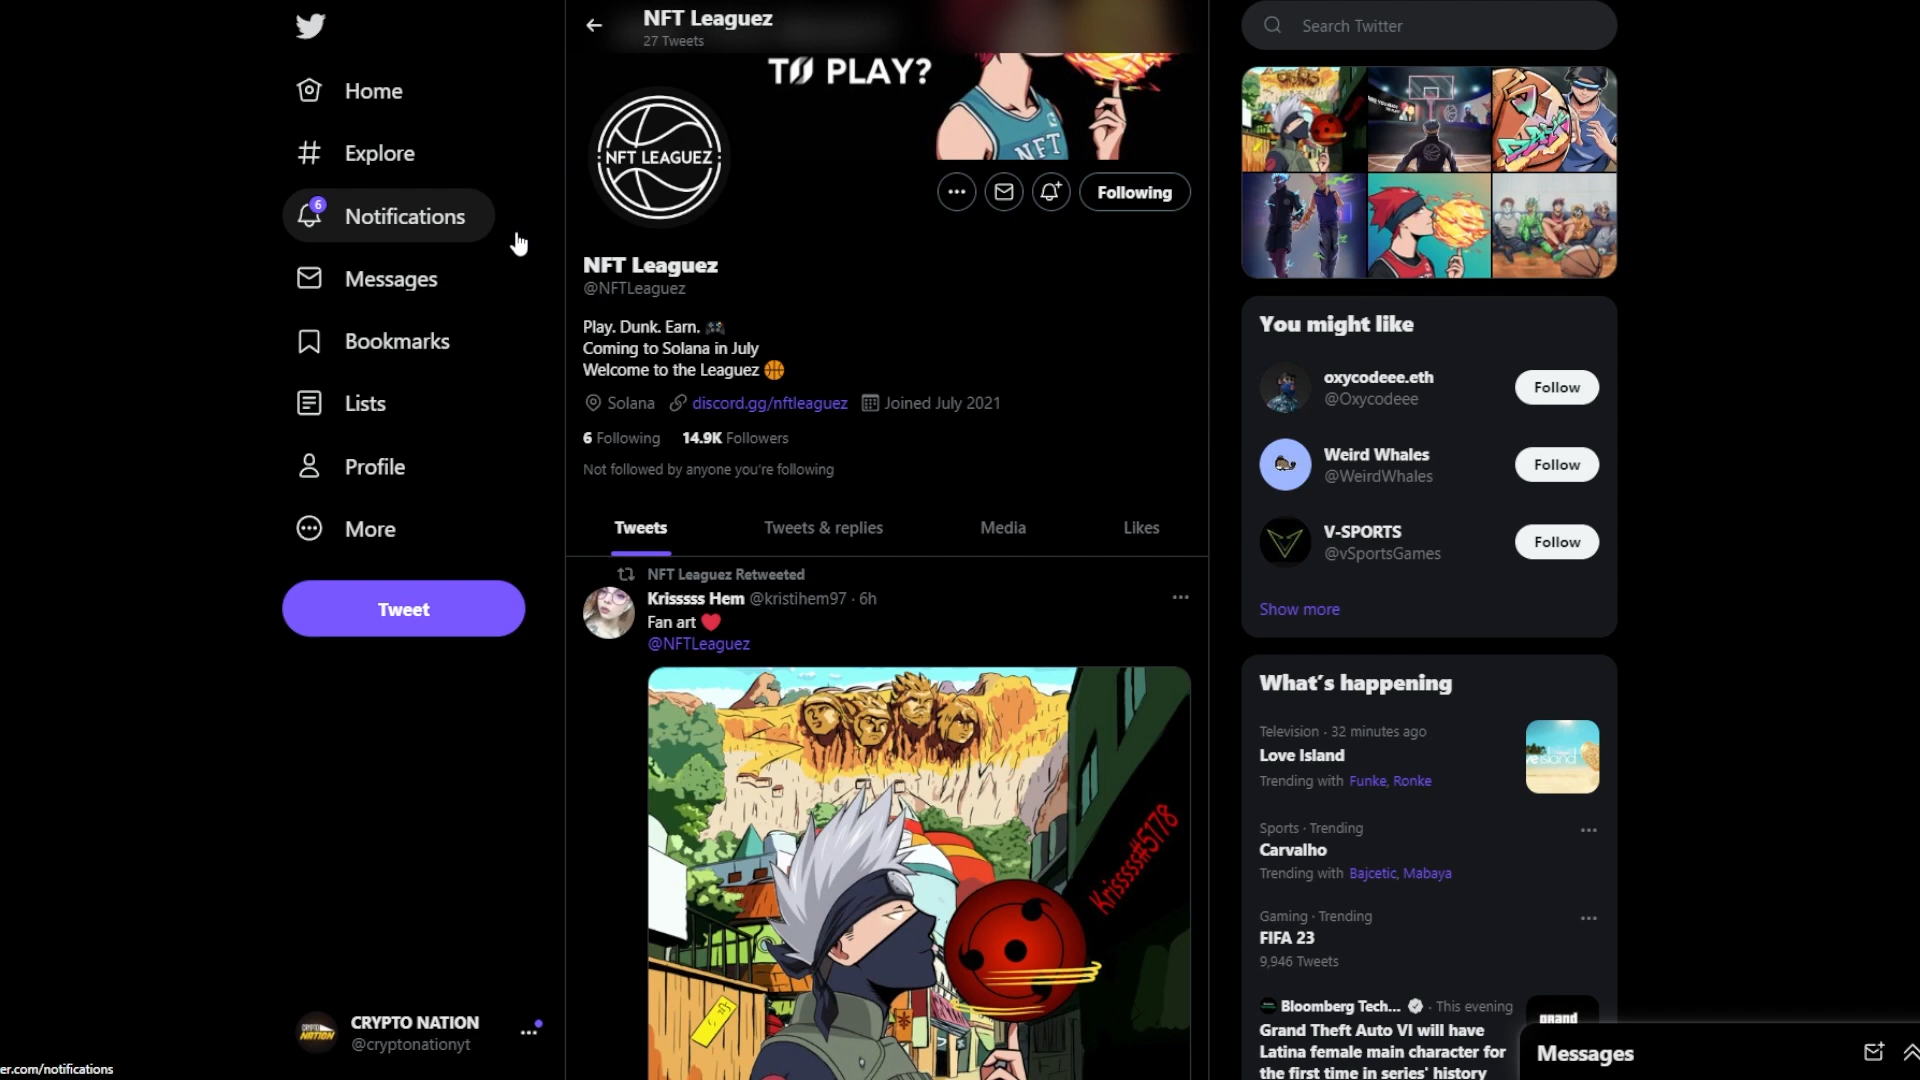 Home
Explore
6
Notifications
Messages
Bookmarks
Lists
Profile
More
Tweet
CRYPTO NATION
@cryptonationyt
er.com/notifications
NFT Leaguez
27 Tweets
TO PLAY?
NFT
NFT LEAGUEZ
Following
NFT Leaguez
@NFTLeaguez
Play. Dunk. Earn. 🎮
Coming to Solana in July
Welcome to the Leaguez 🏀
Solana discord.gg/nftleaguez Joined July 2021
6 Following 14.9K Followers
Not followed by anyone you're following
Tweets Tweets & replies Media Likes
NFT Leaguez Retweeted
Krisssss Hem @kristihem97 · 6h
Fan art ❤️
@NFTLeaguez
Krisssss#5178
Search Twitter
You might like
oxycodeee.eth
@Oxycodeee
Follow
Weird Whales
@WeirdWhales
Follow
V-SPORTS
@vSportsGames
Follow
Show more
What's happening
Television · 32 minutes ago
Love Island
Trending with Funke, Ronke
Sports · Trending
Carvalho
Trending with Bajcetic, Mabaya
Gaming · Trending
FIFA 23
9,946 Tweets
Bloomberg Tech... · This evening
Grand Theft Auto VI will have
Latina female main character for
the first time in series' history
grand
Messages